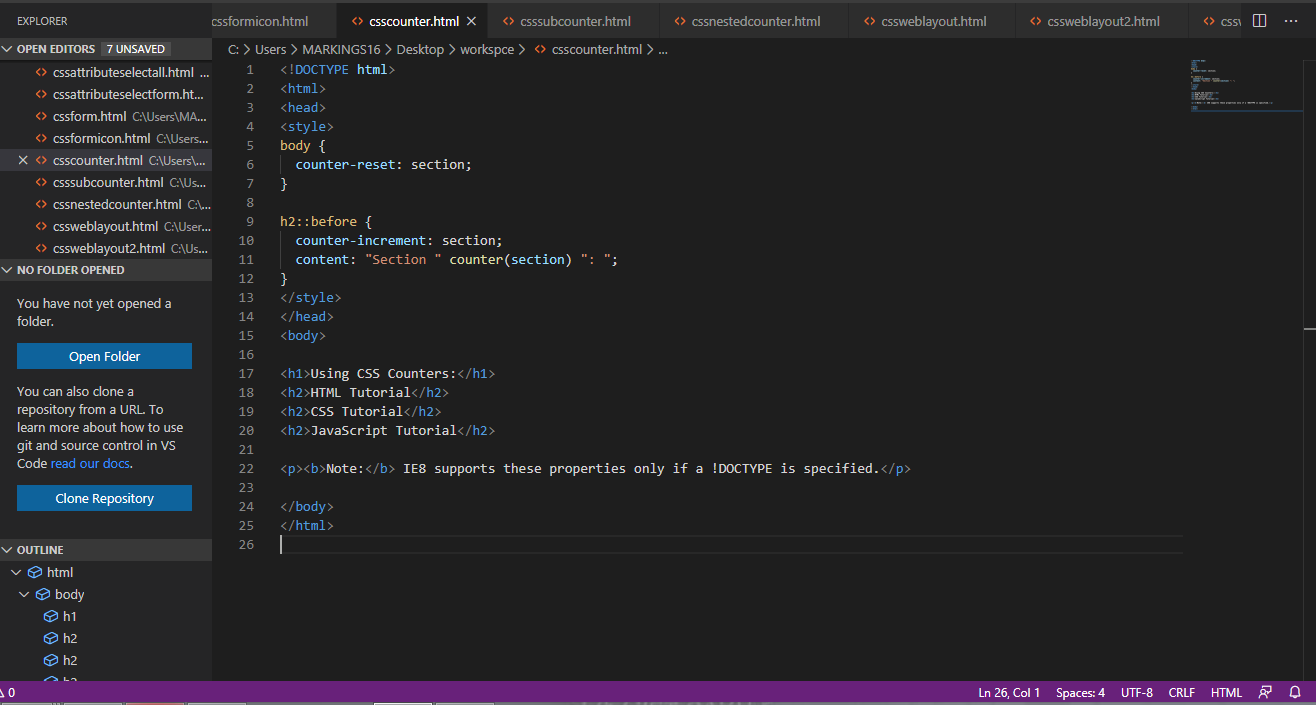 EXPLORER
OPEN EDITORS 7 UNSAVED
cssattributeselectall.html ...
cssattributeselectform.ht...
cssform.html C:\Users\MA...
cssformicon.html C:\Users...
csscounter.html C:\Users\...
csssubcounter.html C:\Us...
cssnestedcounter.html C:\...
cssweblayout.html C:\User...
cssweblayout2.html C:\Us...
NO FOLDER OPENED
You have not yet opened a
folder.
Open Folder
You can also clone a
repository from a URL. To
learn more about how to use
git and source control in VS
Code read our docs.
Clone Repository
OUTLINE
html
body
h1
h2
h2
h2
cssformicon.html csscounter.html csssubcounter.html cssnestedcounter.html cssweblayout.html cssweblayout2.html
C: > Users > MARKINGS16 > Desktop > workspce > csscounter.html > ...
1 <!DOCTYPE html>
2 <html>
3 <head>
4 <style>
5 body {
6 counter-reset: section;
7 }
8
9 h2::before {
10 counter-increment: section;
11 content: "Section " counter(section) ": ";
12 }
13 </style>
14 </head>
15 <body>
16
17 <h1>Using CSS Counters:</h1>
18 <h2>HTML Tutorial</h2>
19 <h2>CSS Tutorial</h2>
20 <h2>JavaScript Tutorial</h2>
21
22 <p><b>Note:</b> IE8 supports these properties only if a !DOCTYPE is specified.</p>
23
24 </body>
25 </html>
26
0
Ln 26, Col 1 Spaces: 4 UTF-8 CRLF HTML